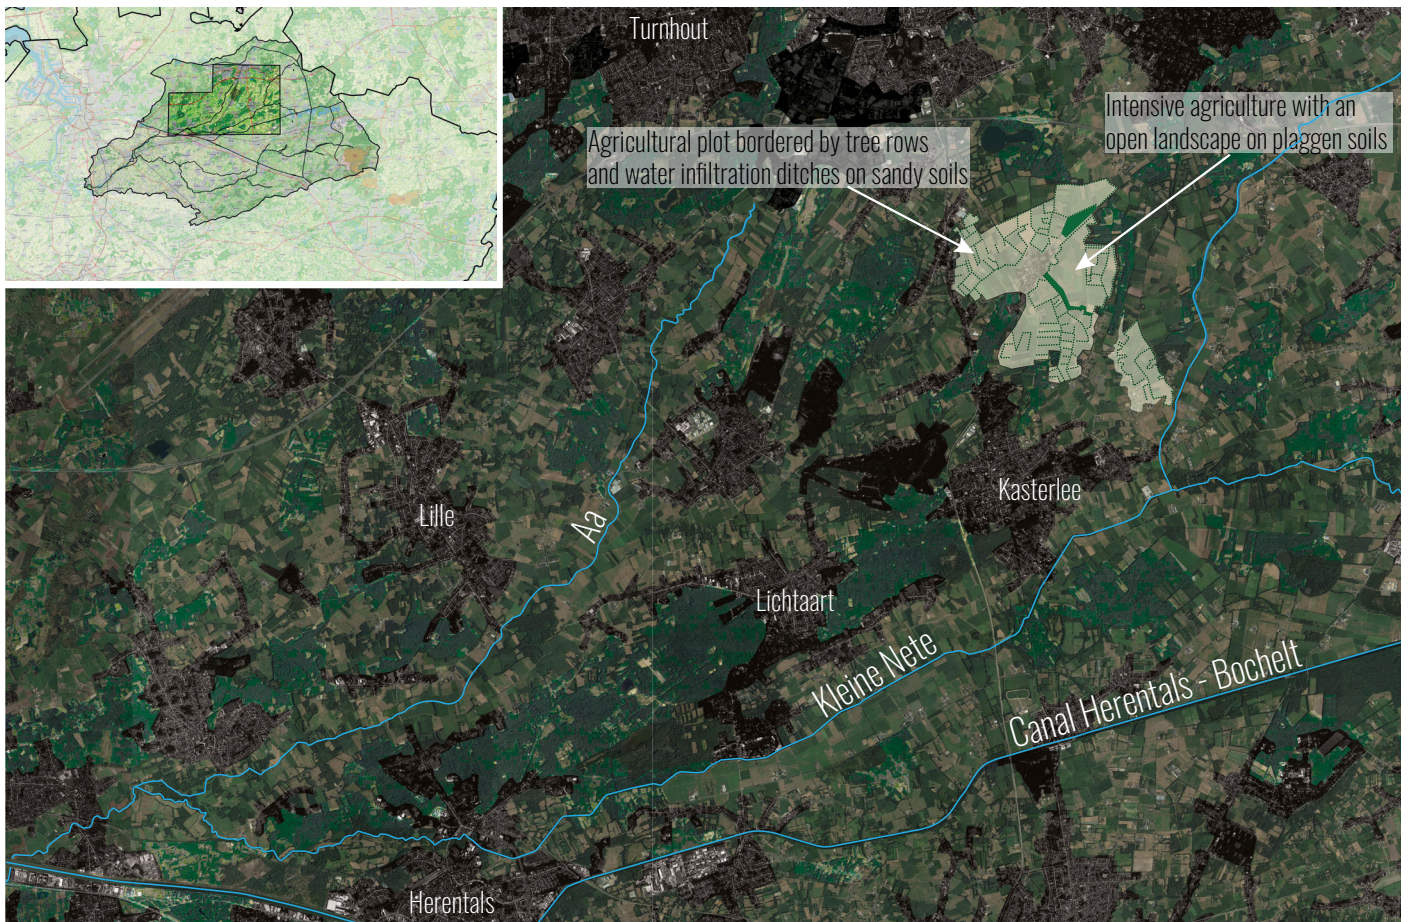 Turnhout
Intensive agriculture with an
open landscape on plaggen soils
Agricultural plot bordered by tree rows
and water infiltration ditches on sandy soils
Kasterlee
Lille
Aa
Lichtaart
Kleine Nete
Canal Herentals - Bochelt
Herentals